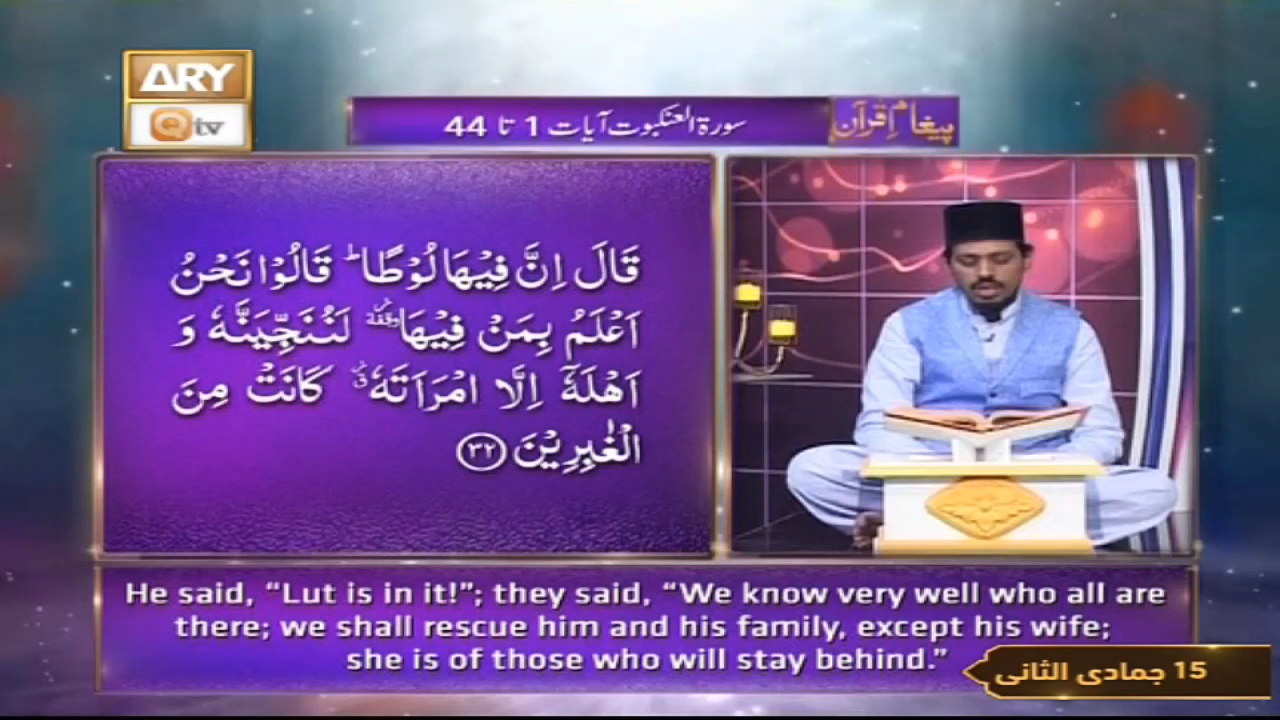 ARY
Qtv
سورۃ العنکبوت آیات 1 تا 44
پیغامِ قرآن
قَالَ اِنَّ فِيۡهَا لُوۡطًا ؕ قَالُوۡا نَحۡنُ
اَعۡلَمُ بِمَنۡ فِيۡهَا ۥ وقفة لَنُنَجِّيَنَّهٗ وَ
اَهۡلَهٗۤ اِلَّا امۡرَاَتَهٗ ٭ۥق كَانَتۡ مِنَ
الۡغٰبِرِيۡنَ ﴿۳۲﴾
He said, “Lut is in it!”; they said, “We know very well who all are
there; we shall rescue him and his family, except his wife;
she is of those who will stay behind.”
15 جمادی الثانی